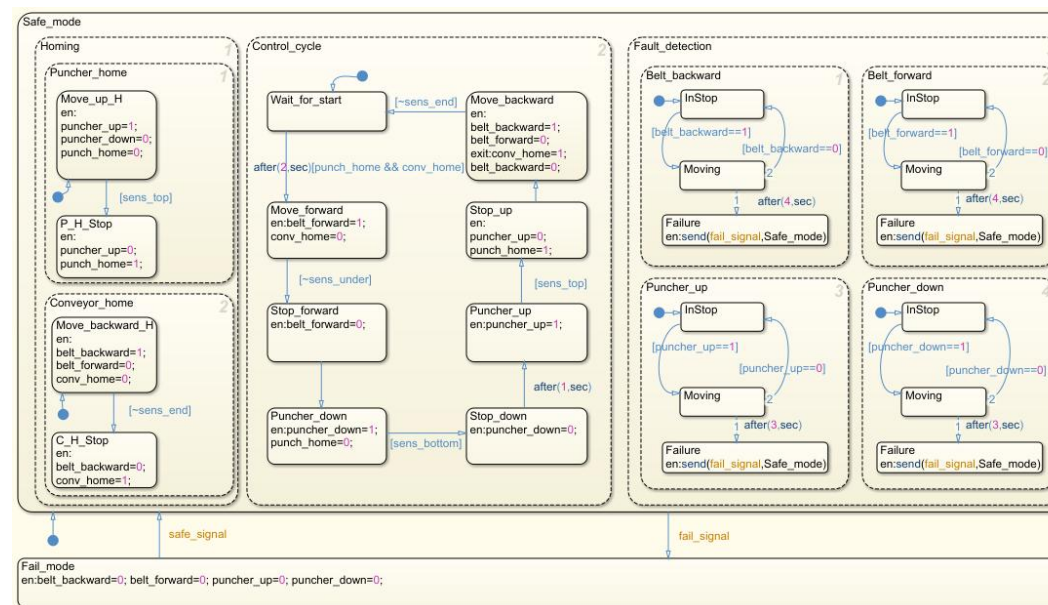 Safe_mode
Homing
1
Puncher_home
1
Move_up_H
en:
puncher_up=1;
puncher_down=0;
punch_home=0;
[sens_top]
P_H_Stop
en:
puncher_up=0;
punch_home=1;
Conveyor_home
2
Move_backward_H
en:
belt_backward=1;
belt_forward=0;
conv_home=0;
[~sens_end]
C_H_Stop
en:
belt_backward=0;
conv_home=1;
Control_cycle
2
Wait_for_start
[~sens_end]
Move_backward
en:
belt_backward=1;
belt_forward=0;
exit:conv_home=1;
belt_backward=0;
after(2,sec)[punch_home && conv_home]
Move_forward
en:belt_forward=1;
conv_home=0;
Stop_up
en:
puncher_up=0;
punch_home=1;
[~sens_under]
[sens_top]
Stop_forward
en:belt_forward=0;
Puncher_up
en:puncher_up=1;
after(1,sec)
Puncher_down
en:puncher_down=1;
punch_home=0;
[sens_bottom]
Stop_down
en:puncher_down=0;
Fault_detection
Belt_backward
1
InStop
[belt_backward==1]
[belt_backward==0]
Moving
2
1
after(4,sec)
Failure
en:send(fail_signal,Safe_mode)
Belt_forward
2
InStop
[belt_forward==1]
[belt_forward==0]
Moving
2
1
after(4,sec)
Failure
en:send(fail_signal,Safe_mode)
Puncher_up
3
InStop
[puncher_up==1]
[puncher_up==0]
Moving
2
1
after(3,sec)
Failure
en:send(fail_signal,Safe_mode)
Puncher_down
4
InStop
[puncher_down==1]
[puncher_down==0]
Moving
2
1
after(3,sec)
Failure
en:send(fail_signal,Safe_mode)
safe_signal
fail_signal
Fail_mode
en:belt_backward=0; belt_forward=0; puncher_up=0; puncher_down=0;